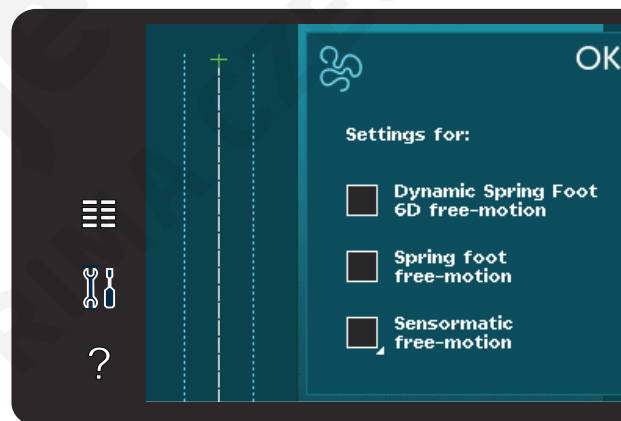 OK
Settings for:
Dynamic Spring Foot
6D free-motion
Spring foot
free-motion
Sensormatic
free-motion
?